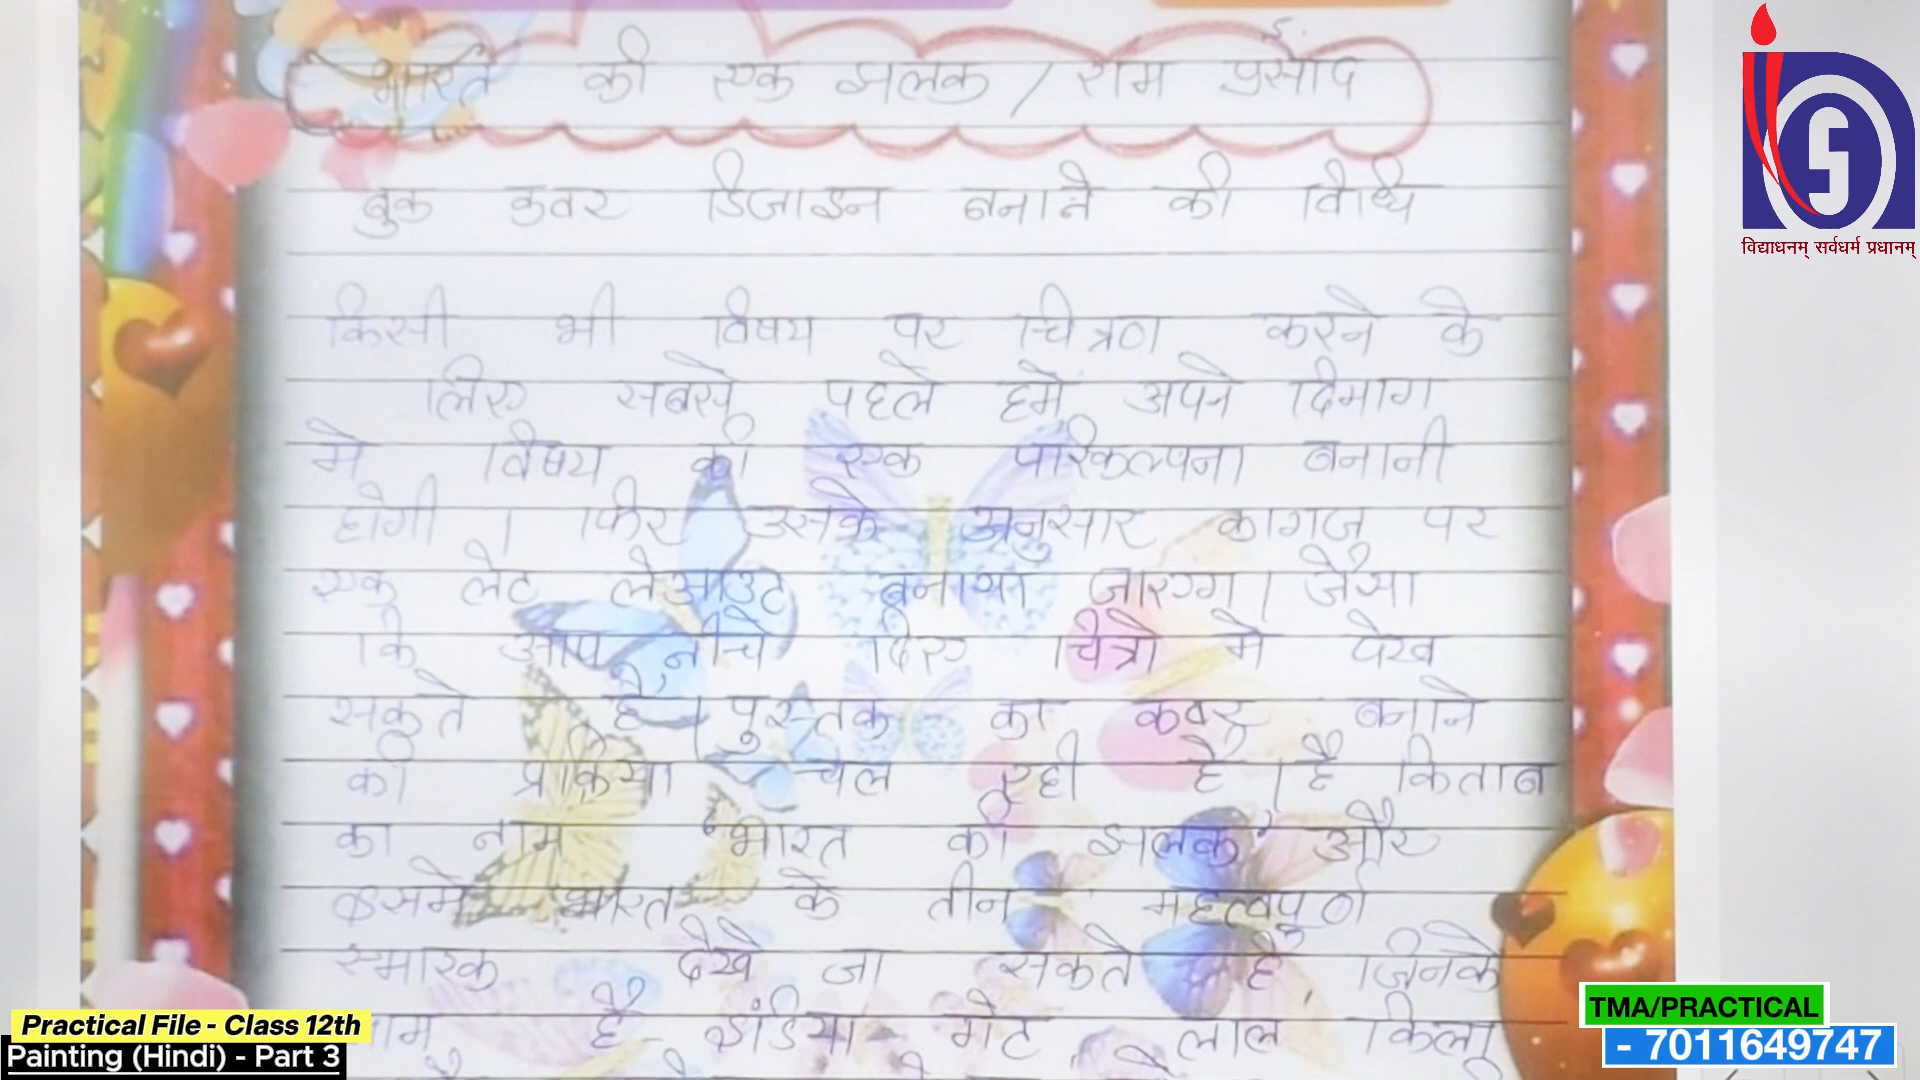 भारत की एक झलक / राम प्रसाद
बुक कवर डिजाइन बनाने की विधि
किसी भी विषय पर चित्रण करने के
लिए सबसे पहले हमें अपने दिमाग
मे विषय की एक परिकल्पना बनानी
होगी । फिर उसके अनुसार कागज पर
एक लेट लेआउट बनाया जाएगा । जैसा
कि आप नीचे दिए चित्रो मे देख
सकते है । पुस्तक का कवर बनाने
की प्रक्रिया चल रही है । है किताब
का नाम "भारत की झलक" और
इसमे भारत के तीन महत्वपूर्ण
स्मारक देखे जा सकते है, जिनके
नाम है - इंडिया गेट, लाल किला
विद्याधनम् सर्वधर्म प्रधानम्
Practical File - Class 12th
Painting (Hindi) - Part 3
TMA/PRACTICAL
- 7011649747